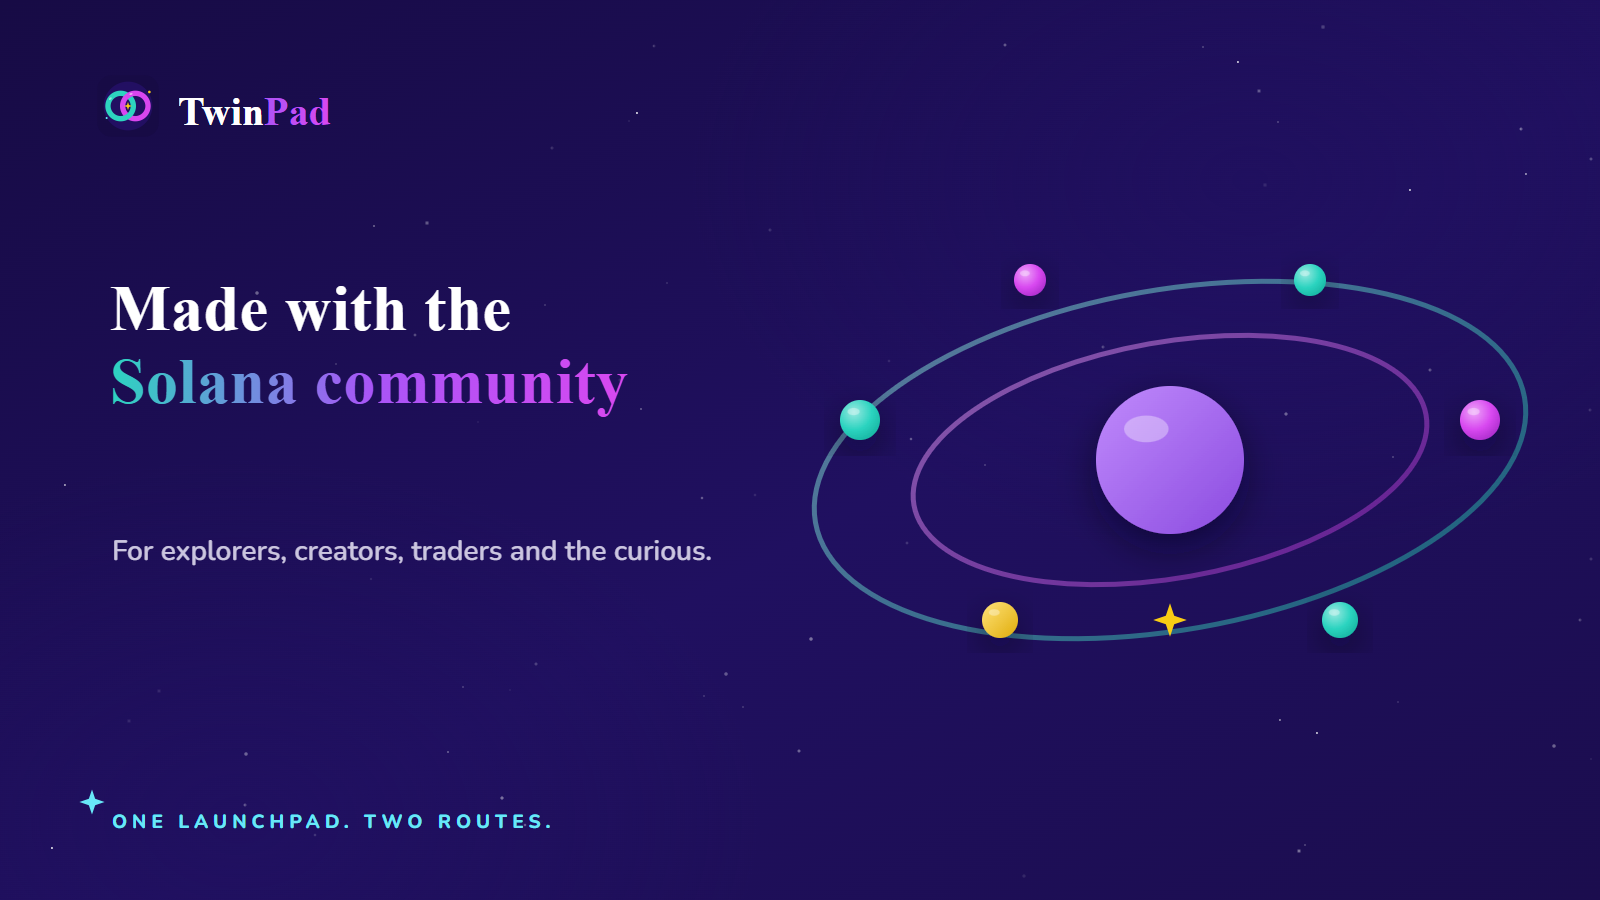 TwinPad
Made with the
Solana community
For explorers, creators, traders and the curious.
ONE LAUNCHPAD. TWO ROUTES.